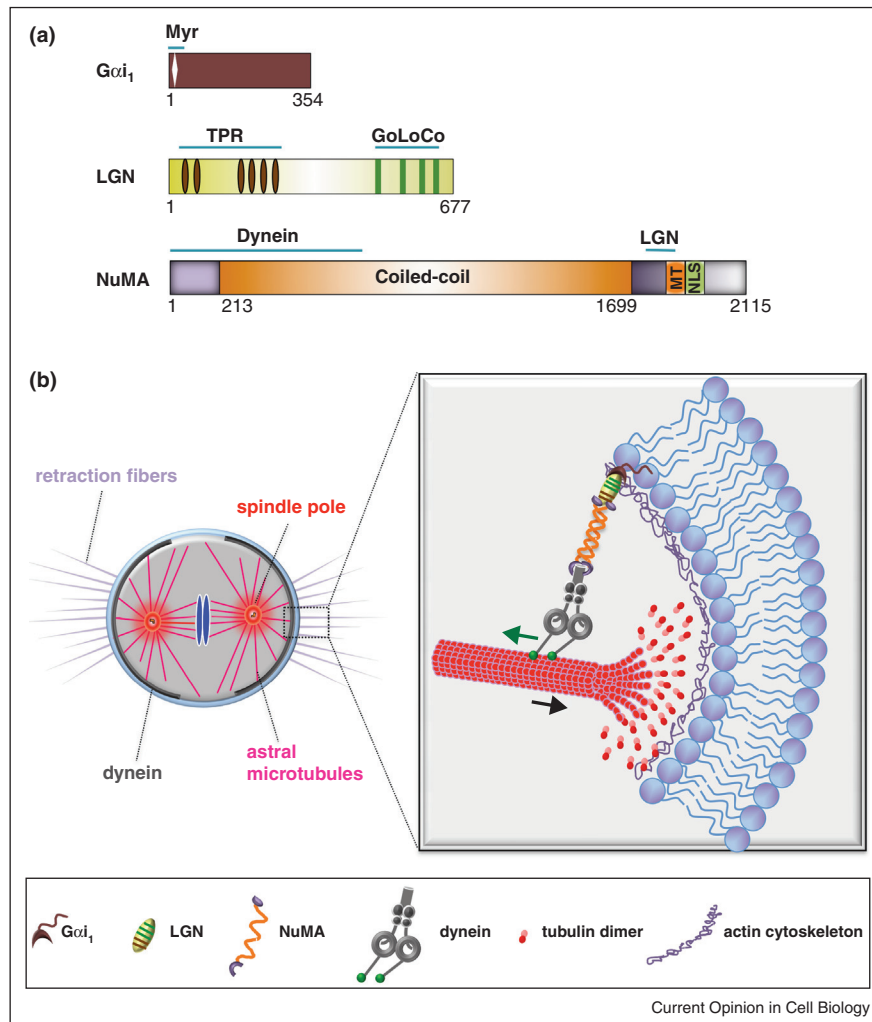 (a)
Myr
Gαi₁
1 354
TPR GoLoCo
LGN
1 677
Dynein LGN
NuMA Coiled-coil MT NLS
1 213 1699 2115
(b)
retraction fibers
spindle pole
dynein
astral
microtubules
Gαi₁ LGN NuMA dynein tubulin dimer actin cytoskeleton
Current Opinion in Cell Biology